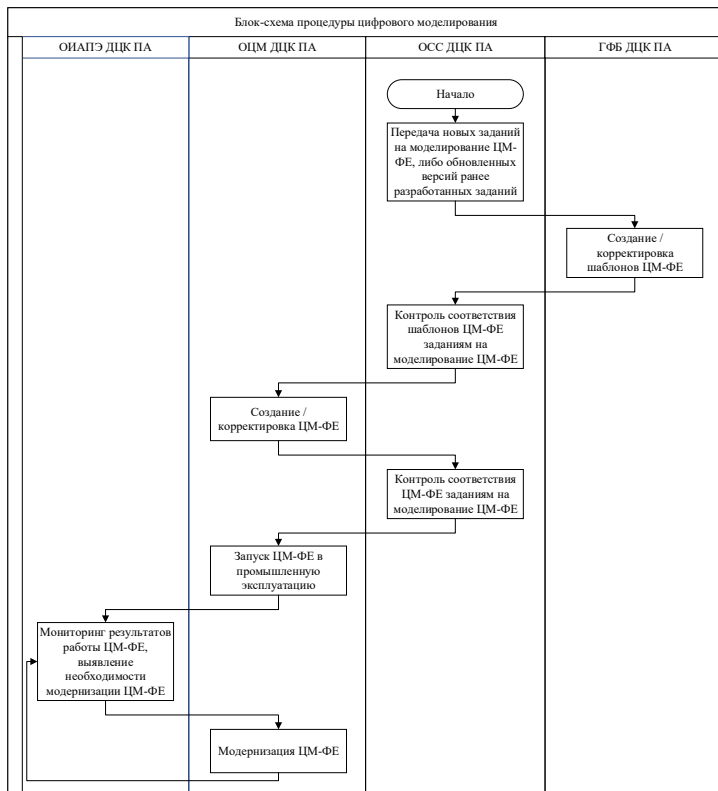 Блок-схема процедуры цифрового моделирования
ОИАПЭ ДЦК ПА
ОЦМ ДЦК ПА
ОСС ДЦК ПА
ГФБ ДЦК ПА
Начало
Передача новых заданий
на моделирование ЦМ-
ФЕ, либо обновленных
версий ранее
разработанных заданий
Создание /
корректировка
шаблонов ЦМ-ФЕ
Контроль соответствия
шаблонов ЦМ-ФЕ
заданиям на
моделирование ЦМ-ФЕ
Создание /
корректировка ЦМ-ФЕ
Контроль соответствия
ЦМ-ФЕ заданиям на
моделирование ЦМ-ФЕ
Запуск ЦМ-ФЕ в
промышленную
эксплуатацию
Мониторинг результатов
работы ЦМ-ФЕ,
выявление
необходимости
модернизации ЦМ-ФЕ
Модернизация ЦМ-ФЕ